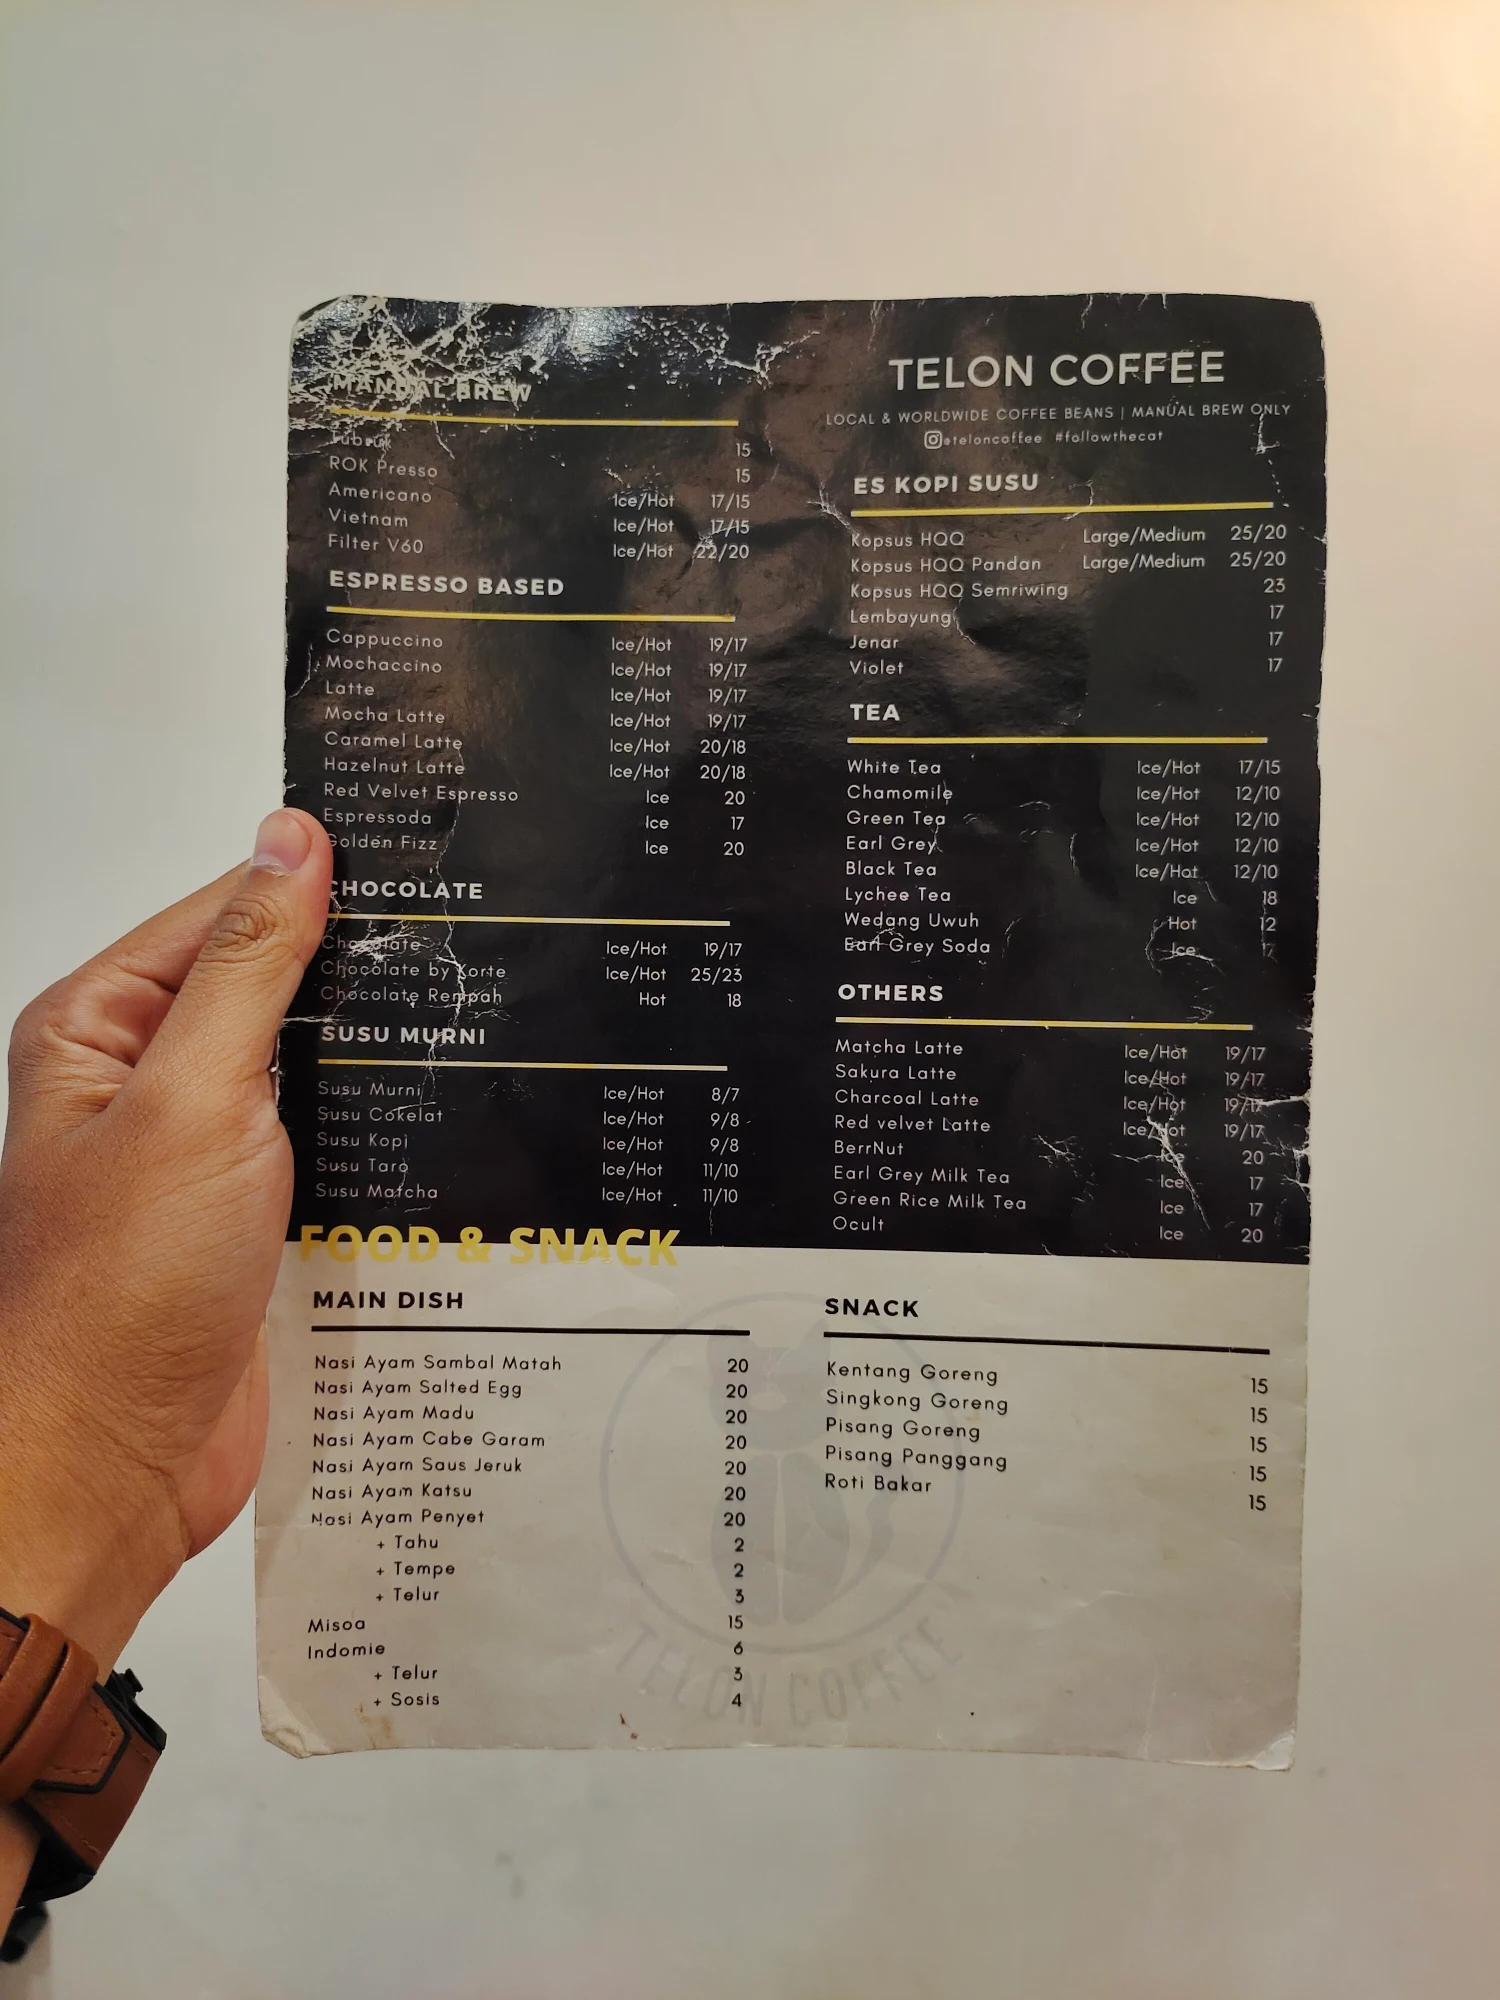 MANUAL BREW
Tubruk 15
ROK Presso 15
Americano Ice/Hot 17/15
Vietnam Ice/Hot 17/15
Filter V60 Ice/Hot 22/20
ESPRESSO BASED
Cappuccino Ice/Hot 19/17
Mochaccino Ice/Hot 19/17
Latte Ice/Hot 19/17
Mocha Latte Ice/Hot 19/17
Caramel Latte Ice/Hot 20/18
Hazelnut Latte Ice/Hot 20/18
Red Velvet Espresso Ice 20
Espressoda Ice 17
Golden Fizz Ice 20
CHOCOLATE
Chocolate Ice/Hot 19/17
Chocolate by Korte Ice/Hot 25/23
Chocolate Rempah Hot 18
SUSU MURNI
Susu Murni Ice/Hot 8/7
Susu Cokelat Ice/Hot 9/8
Susu Kopi Ice/Hot 9/8
Susu Taro Ice/Hot 11/10
Susu Matcha Ice/Hot 11/10
TELON COFFEE
LOCAL & WORLDWIDE COFFEE BEANS | MANUAL BREW ONLY
@teloncoffee #followthecat
ES KOPI SUSU
Kopsus HQQ Large/Medium 25/20
Kopsus HQQ Pandan Large/Medium 25/20
Kopsus HQQ Semriwing 23
Lembayung 17
Jenar 17
Violet 17
TEA
White Tea Ice/Hot 17/15
Chamomile Ice/Hot 12/10
Green Tea Ice/Hot 12/10
Earl Grey Ice/Hot 12/10
Black Tea Ice/Hot 12/10
Lychee Tea Ice 18
Wedang Uwuh Hot 12
Earl Grey Soda Ice 17
OTHERS
Matcha Latte Ice/Hot 19/17
Sakura Latte Ice/Hot 19/17
Charcoal Latte Ice/Hot 19/17
Red velvet Latte Ice/Hot 19/17
BerrNut Ice 20
Earl Grey Milk Tea Ice 17
Green Rice Milk Tea Ice 17
Ocult Ice 20
FOOD & SNACK
MAIN DISH
Nasi Ayam Sambal Matah 20
Nasi Ayam Salted Egg 20
Nasi Ayam Madu 20
Nasi Ayam Cabe Garam 20
Nasi Ayam Saus Jeruk 20
Nasi Ayam Katsu 20
Nasi Ayam Penyet 20
+ Tahu 2
+ Tempe 2
+ Telur 3
Misoa 15
Indomie 6
+ Telur 3
+ Sosis 4
SNACK
Kentang Goreng 15
Singkong Goreng 15
Pisang Goreng 15
Pisang Panggang 15
Roti Bakar 15
TELON COFFEE